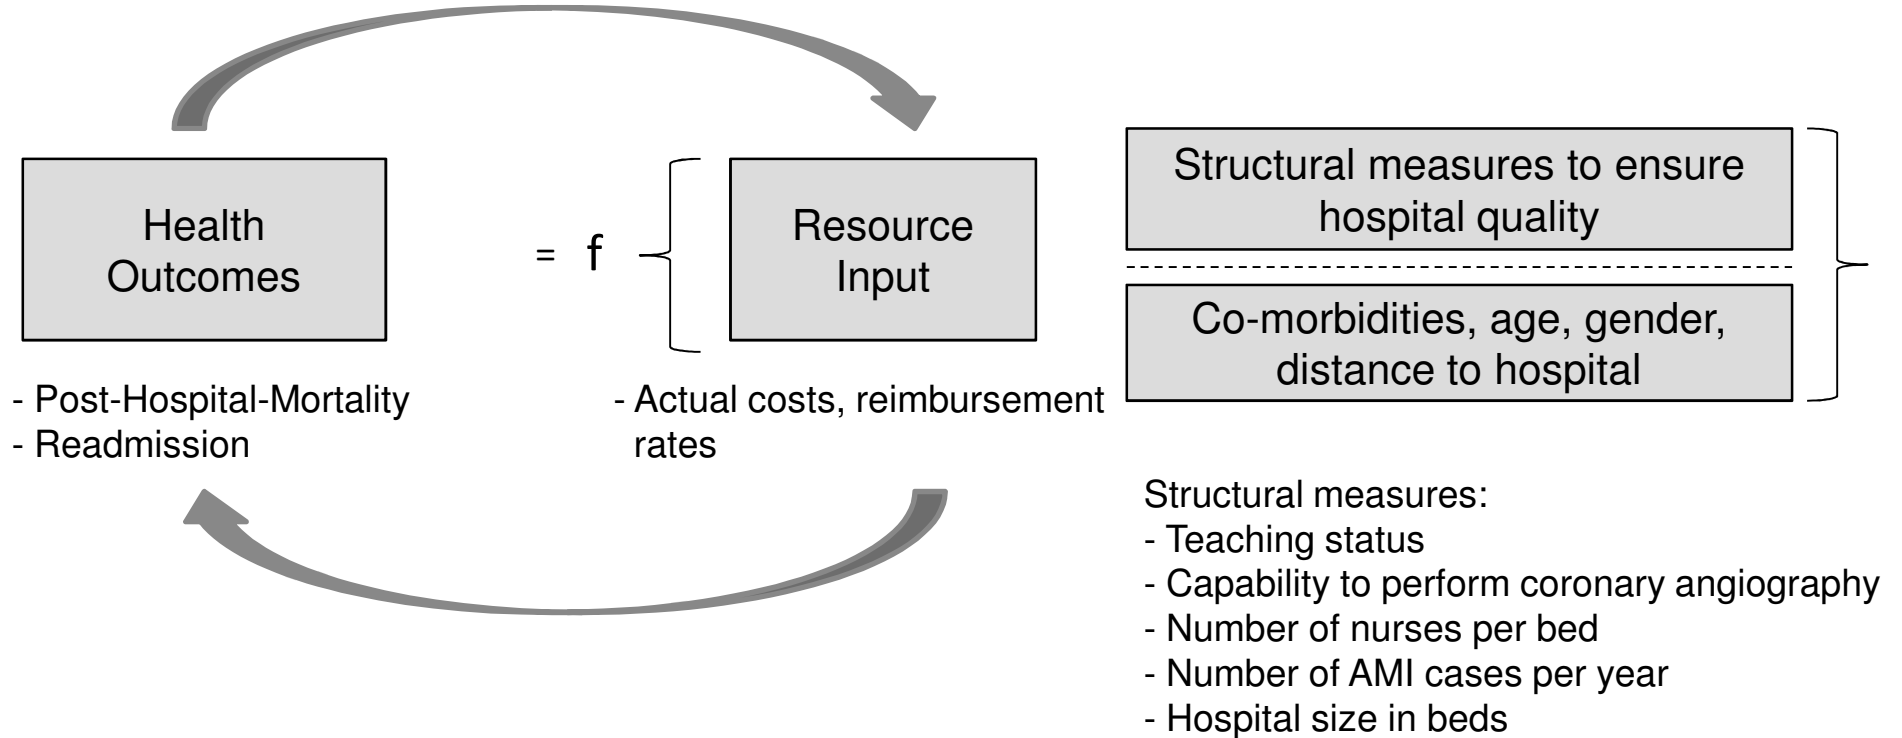 Health
Outcomes
= f
Resource
Input
Structural measures to ensure
hospital quality
Co-morbidities, age, gender,
distance to hospital
- Post-Hospital-Mortality
- Readmission
- Actual costs, reimbursement
rates
Structural measures:
- Teaching status
- Capability to perform coronary angiography
- Number of nurses per bed
- Number of AMI cases per year
- Hospital size in beds